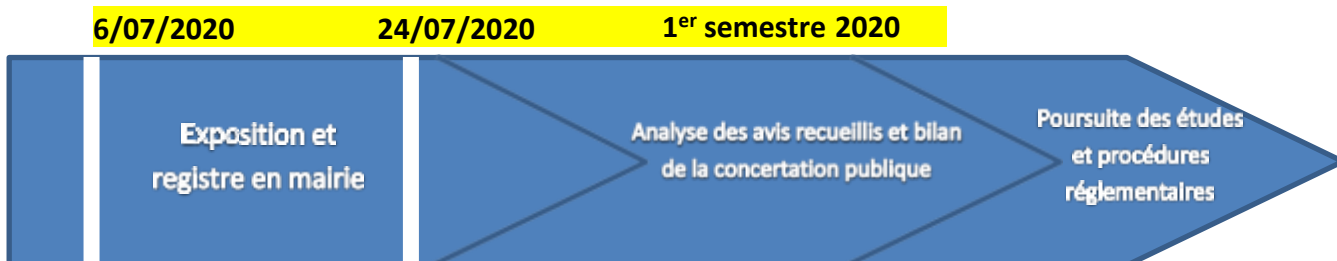 6/07/2020
24/07/2020
1er semestre 2020
Exposition et
registre en mairie
Analyse des avis recueillis et bilan
de la concertation publique
Poursuite des études
et procédures
réglementaires